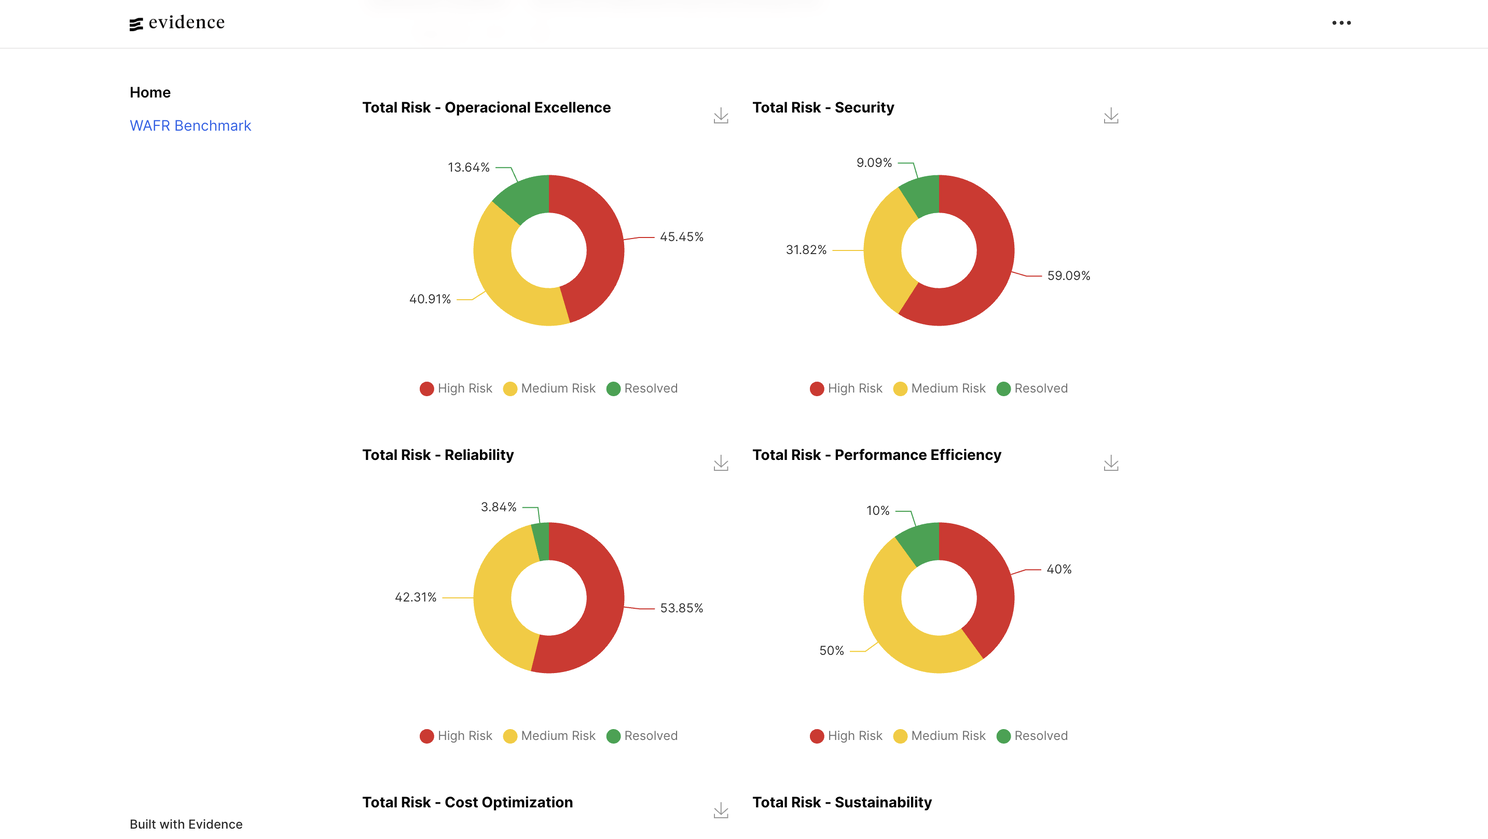 evidence
Home
WAFR Benchmark
Total Risk - Operacional Excellence
13.64%
45.45%
40.91%
High Risk Medium Risk Resolved
Total Risk - Security
9.09%
31.82%
59.09%
High Risk Medium Risk Resolved
Total Risk - Reliability
3.84%
42.31%
53.85%
High Risk Medium Risk Resolved
Total Risk - Performance Efficiency
10%
40%
50%
High Risk Medium Risk Resolved
Total Risk - Cost Optimization
Total Risk - Sustainability
Built with Evidence